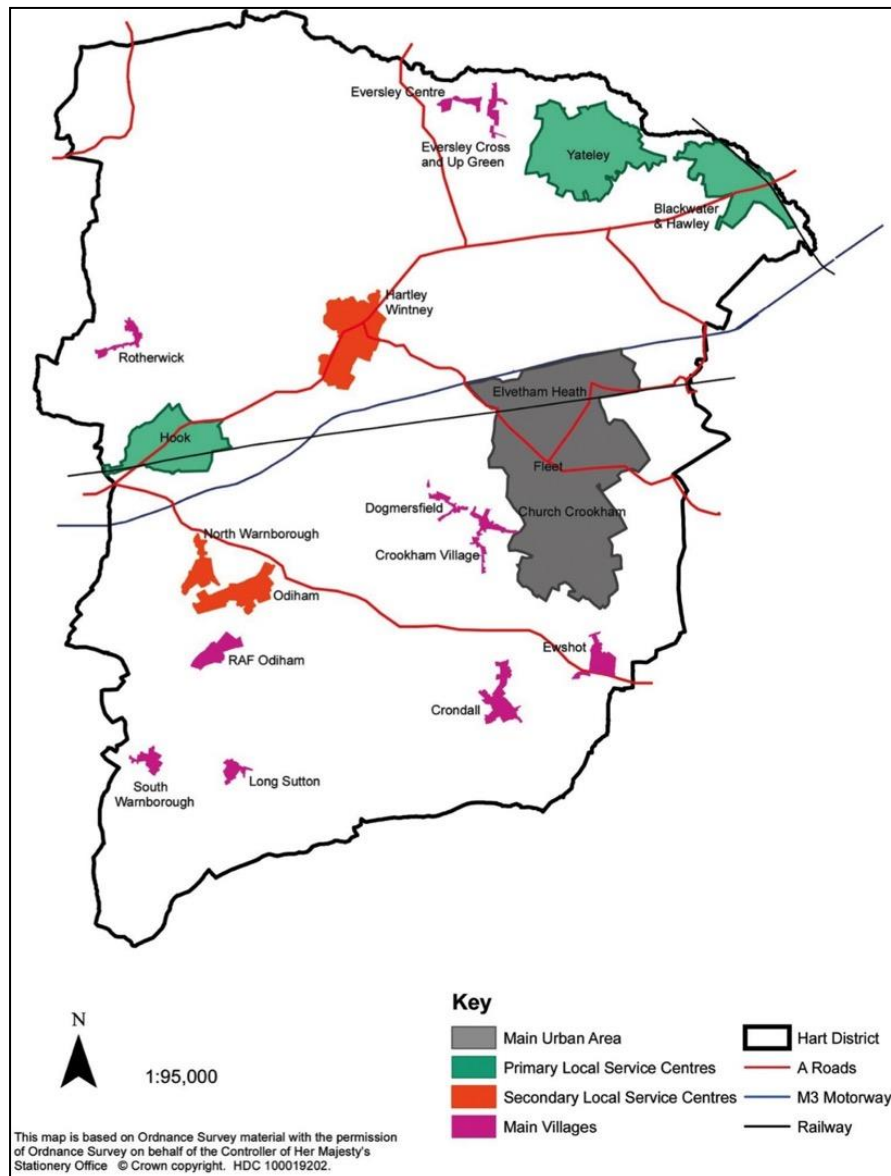 Eversley Centre
Eversley Cross
and Up Green
Yateley
Blackwater
& Hawley
Hartley
Wintney
Rotherwick
Elvetham Heath
Hook
Fleet
Dogmersfield
Church Crookham
North Warnborough
Crookham Village
Odiham
RAF Odiham
Ewshot
Crondall
South
Warnborough
Long Sutton
N
1:95,000
Key
Main Urban Area
Primary Local Service Centres
Secondary Local Service Centres
Main Villages
Hart District
A Roads
M3 Motorway
Railway
This map is based on Ordnance Survey material with the permission
of Ordnance Survey on behalf of the Controller of Her Majesty's
Stationery Office © Crown copyright. HDC 100019202.